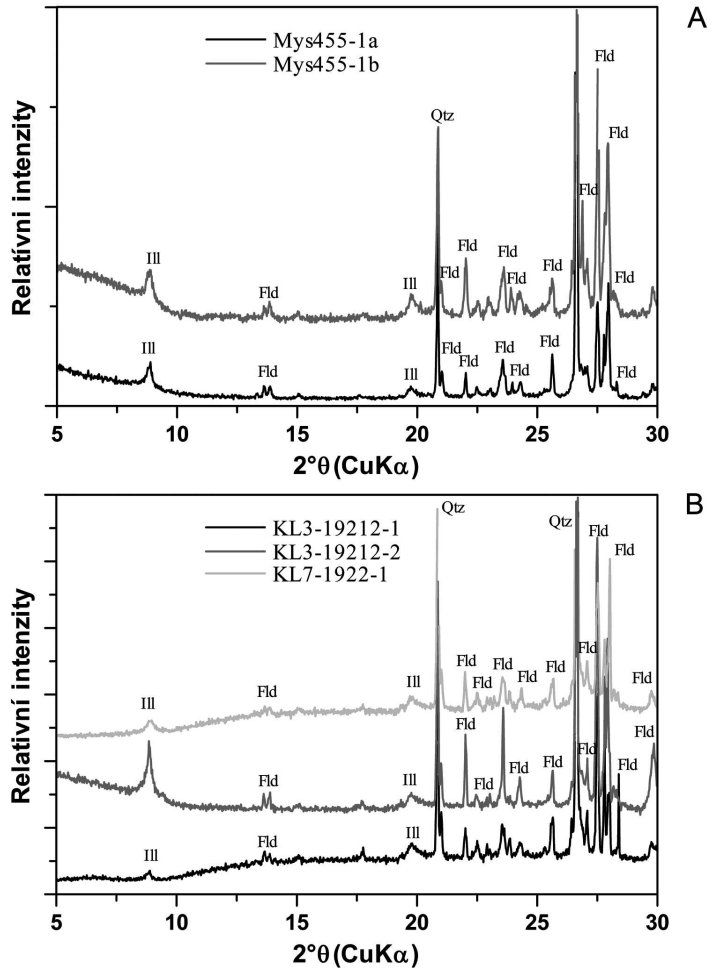 A
Mys455-1a
Mys455-1b
Fld
Qtz
Fld
Fld
Ill
Fld
Fld
Fld
Fld
Fld
Ill
Fld
Fld
Fld
Ill
Fld
Fld
Fld
Fld
Fld
Fld
Ill
Fld
Relatívni intenzity
5 10 15 20 25 30
2°θ (CuKα)
B
KL3-19212-1
KL3-19212-2
KL7-1922-1
Qtz
Qtz
Fld
Fld
Fld
Fld
Fld
Fld
Fld
Fld
Fld
Ill
Ill
Fld
Fld
Ill
Fld
Fld
Fld
Fld
Fld
Fld
Ill
Fld
Ill
Relatívní intenzity
5 10 15 20 25 30
2°θ (CuKα)